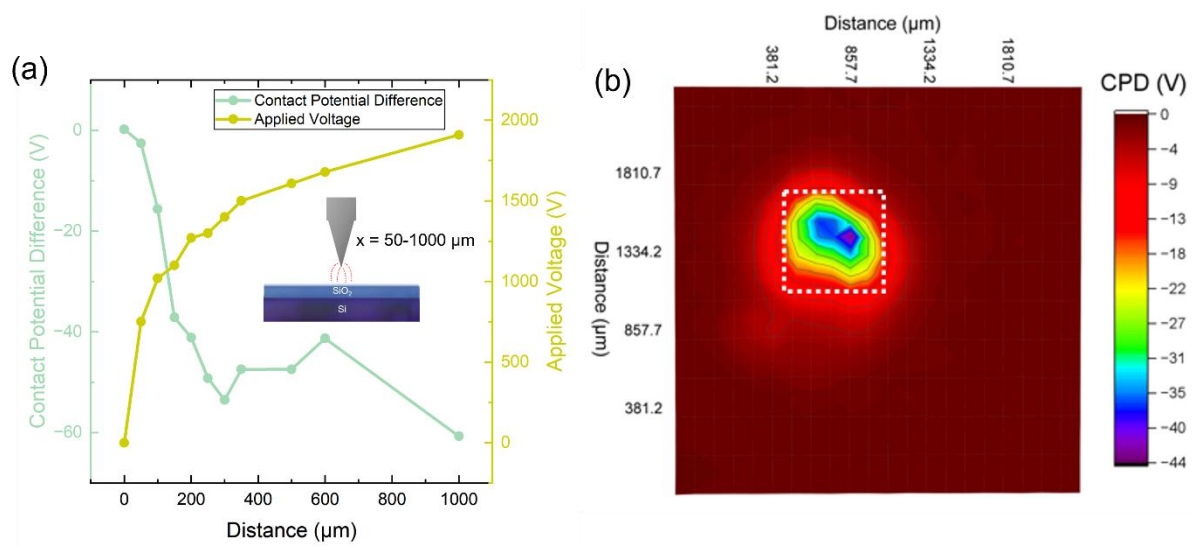 (a)
Contact Potential Difference
Applied Voltage
Contact Potential Difference (V)
0
−20
−40
−60
x = 50-1000 µm
SiO₂
Si
2000
1500
1000
500
0
Applied Voltage (V)
0
200
400
600
800
1000
Distance (µm)
(b)
Distance (µm)
381.2
857.7
1334.2
1810.7
Distance (µm)
1810.7
1334.2
857.7
381.2
CPD (V)
0
−4
−9
−13
−18
−22
−27
−31
−35
−40
−44